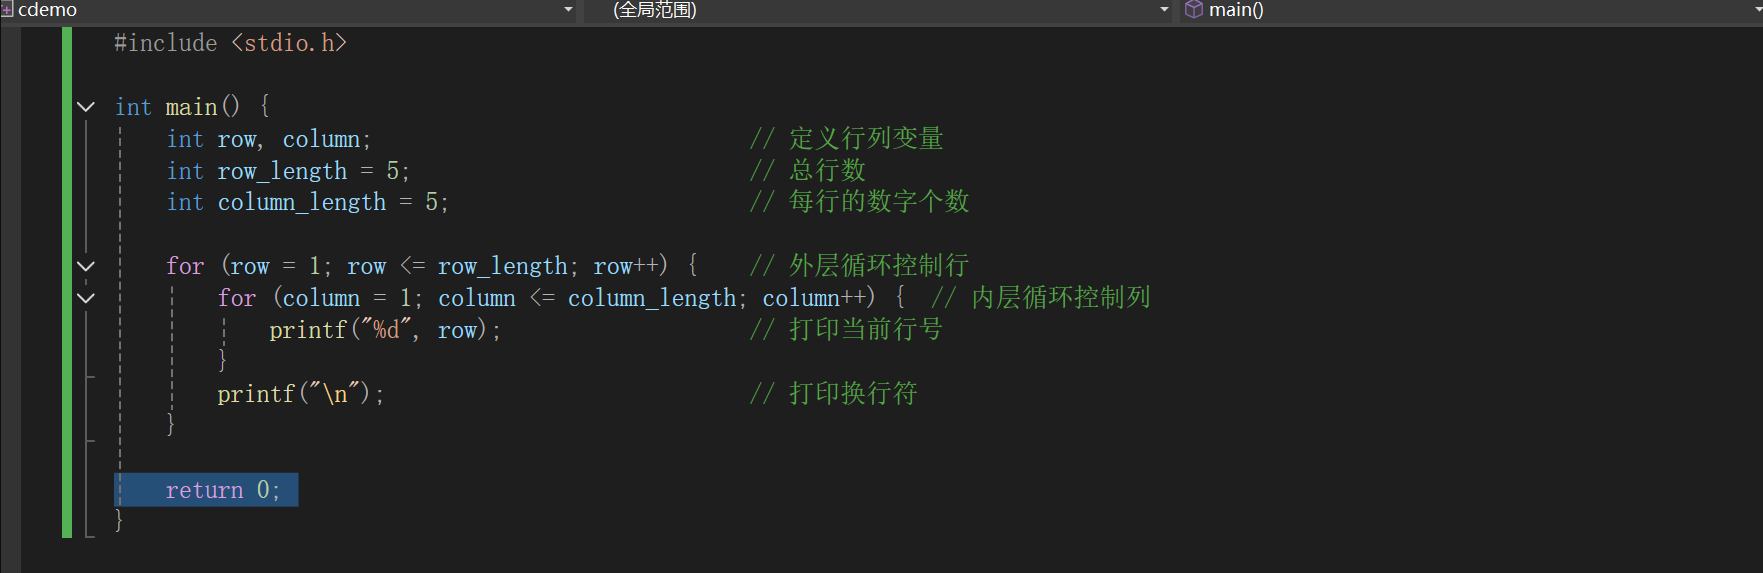 cdemo (全局范围) main()
#include <stdio.h>
int main() {
int row, column; // 定义行列变量
int row_length = 5; // 总行数
int column_length = 5; // 每行的数字个数
for (row = 1; row <= row_length; row++) { // 外层循环控制行
for (column = 1; column <= column_length; column++) { // 内层循环控制列
printf("%d", row); // 打印当前行号
}
printf("\n"); // 打印换行符
}
return 0;
}